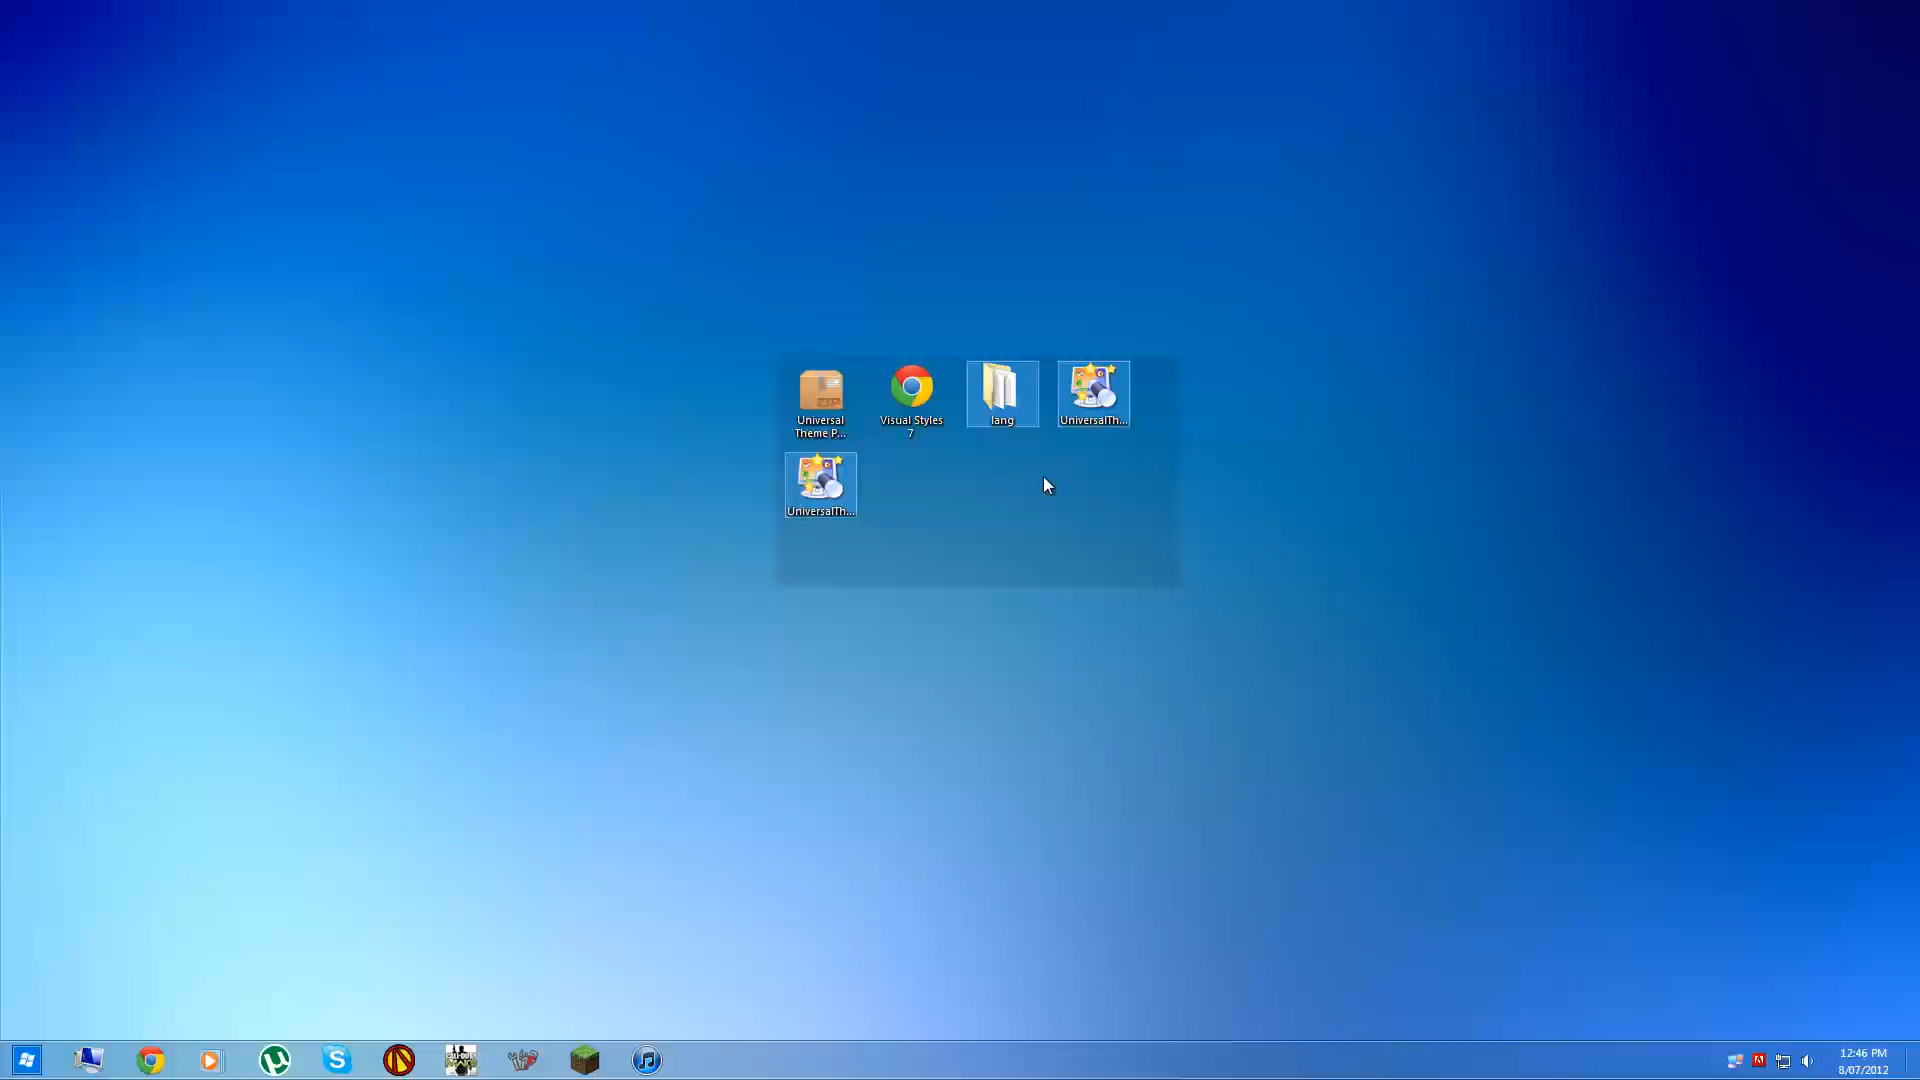 Universal
Theme P...
Visual Styles
7
lang
UniversalTh...
UniversalTh...
12:46 PM
8/07/2012